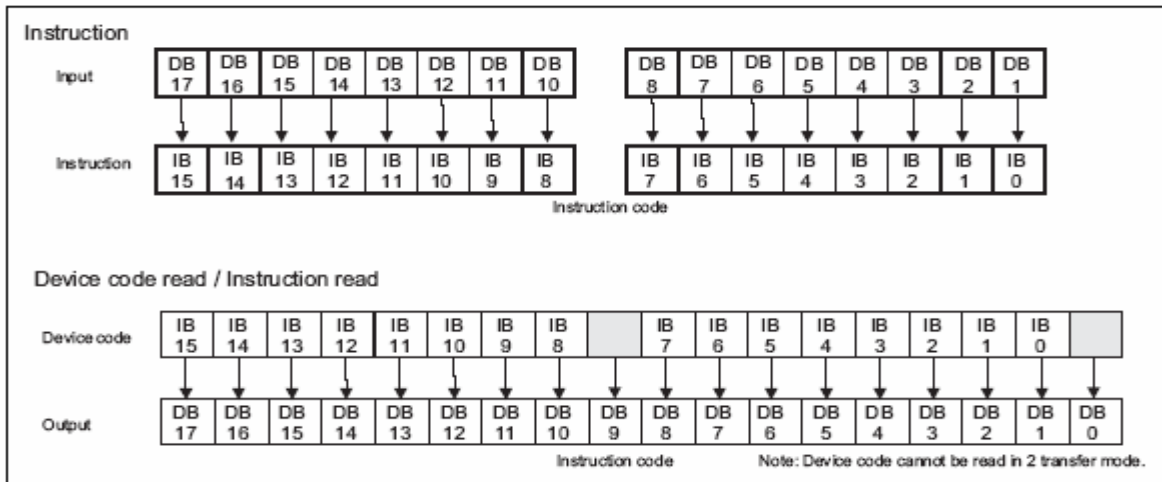 Instruction
Input DB 17 DB 16 DB 15 DB 14 DB 13 DB 12 DB 11 DB 10 DB 8 DB 7 DB 6 DB 5 DB 4 DB 3 DB 2 DB 1
Instruction IB 15 IB 14 IB 13 IB 12 IB 11 IB 10 IB 9 IB 8 IB 7 IB 6 IB 5 IB 4 IB 3 IB 2 IB 1 IB 0
Instruction code
Device code read / Instruction read
Device code IB 15 IB 14 IB 13 IB 12 IB 11 IB 10 IB 9 IB 8 IB 7 IB 6 IB 5 IB 4 IB 3 IB 2 IB 1 IB 0
Output DB 17 DB 16 DB 15 DB 14 DB 13 DB 12 DB 11 DB 10 DB 9 DB 8 DB 7 DB 6 DB 5 DB 4 DB 3 DB 2 DB 1 DB 0
Instruction code Note: Device code cannot be read in 2 transfer mode.